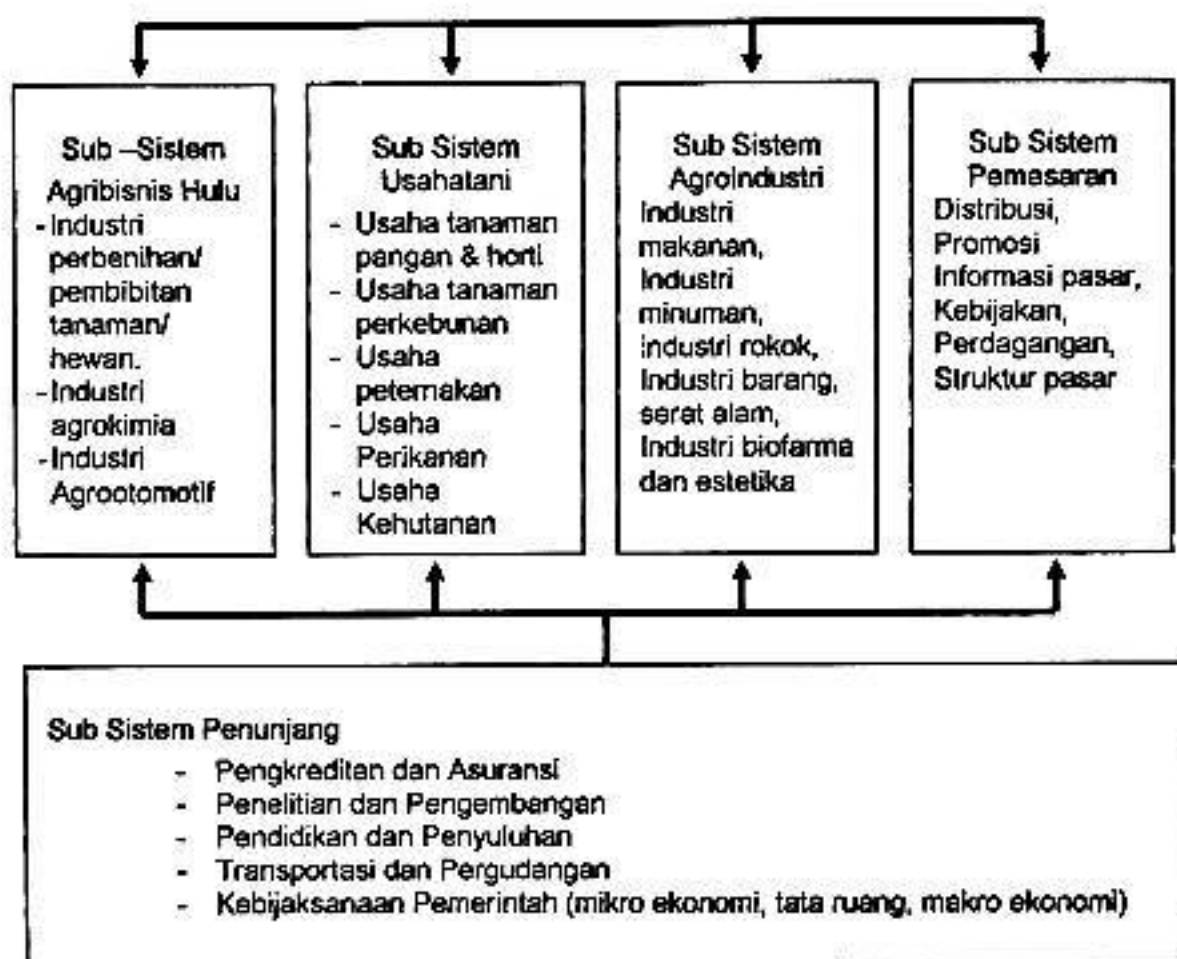 Sub –Sistem
Agribisnis Hulu
-Industri
perbenihan/
pembibitan
tanaman/
hewan.
-Industri
agrokimia
-Industri
Agrootomotif
Sub Sistem
Usahatani
- Usaha tanaman
pangan & horti
- Usaha tanaman
perkebunan
- Usaha
peternakan
- Usaha
Perikanan
- Usaha
Kehutanan
Sub Sistem
AgroIndustri
Industri
makanan,
Industri
minuman,
industri rokok,
Industri barang,
serat alam,
Industri biofarma
dan estetika
Sub Sistem
Pemasaran
Distribusi,
Promosi
Informasi pasar,
Kebijakan,
Perdagangan,
Struktur pasar
Sub Sistem Penunjang
- Pengkreditan dan Asuransi
- Penelitian dan Pengembangan
- Pendidikan dan Penyuluhan
- Transportasi dan Pergudangan
- Kebijaksanaan Pemerintah (mikro ekonomi, tata ruang, makro ekonomi)